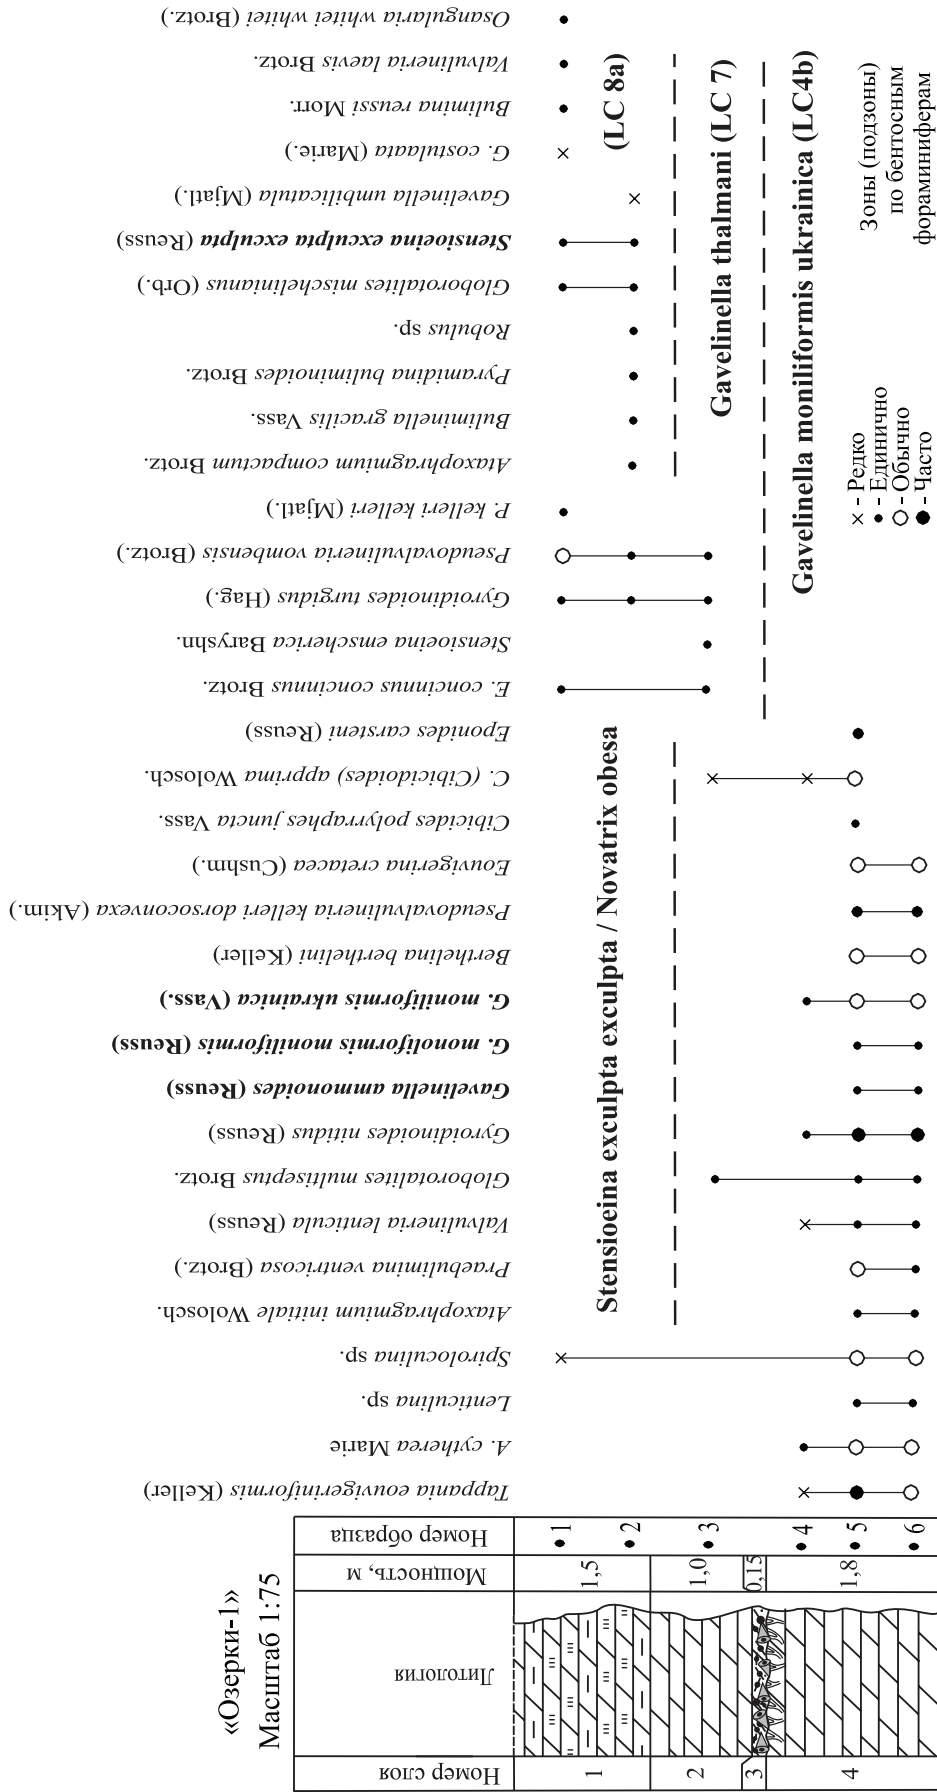 «Озерки-1»
Масштаб 1:75
Номер слоя
Литология
Мощность, м
Номер образца
1
2
3
4
1,5
1,0
0,15
1,8
1
2
3
4
5
6
Tappania eouvigeriniformis (Keller)
A. cytherea Marie
Lenticulina sp.
Spiroloculina sp.
Ataxophragmium initiale Wolosch.
Praebulimina ventricosa (Brotz.)
Valvulineria lenticula (Reuss)
Globorotalites multiseptus Brotz.
Gyroidinoides nitidus (Reuss)
Gavelinella ammonoides (Reuss)
G. monoliformis moniliformis (Reuss)
G. moniliformis ukrainica (Vass.)
Berthelina berthelini (Keller)
Pseudovalvulineria kelleri dorsoconvexa (Akim.)
Eouvigerina cretacea (Cushm.)
Cibicides polyrraphes juncta Vass.
C. (Cibicidoides) apprima Wolosch.
Eponides carsteni (Reuss)
E. concinnus concinnus Brotz.
Stensioeina emscherica Baryshn.
Gyroidinoides turgidus (Hag.)
Pseudovalvulineria vombensis (Brotz.)
P. kelleri kelleri (Mjatl.)
Ataxophragmium compactum Brotz.
Buliminella gracilis Vass.
Pyramidina buliminoides Brotz.
Robulus sp.
Globorotalites mischelinianus (Orb.)
Stensioeina exculpta exculpta (Reuss)
Gavelinella umbilicatula (Mjatl.)
G. costulaata (Marie.)
Bulimina reussi Morr.
Valvulineria laevis Brotz.
Osangularia whitei whitei (Brotz.)
Stensioeina exculpta exculpta / Novatrix obesa
(LC 8a)
Gavelinella thalmani (LC 7)
Gavelinella moniliformis ukrainica (LC4b)
Зоны (подзоны)
по бентосным
фораминиферам
× - Редко
• - Единично
○ - Обычно
● - Часто